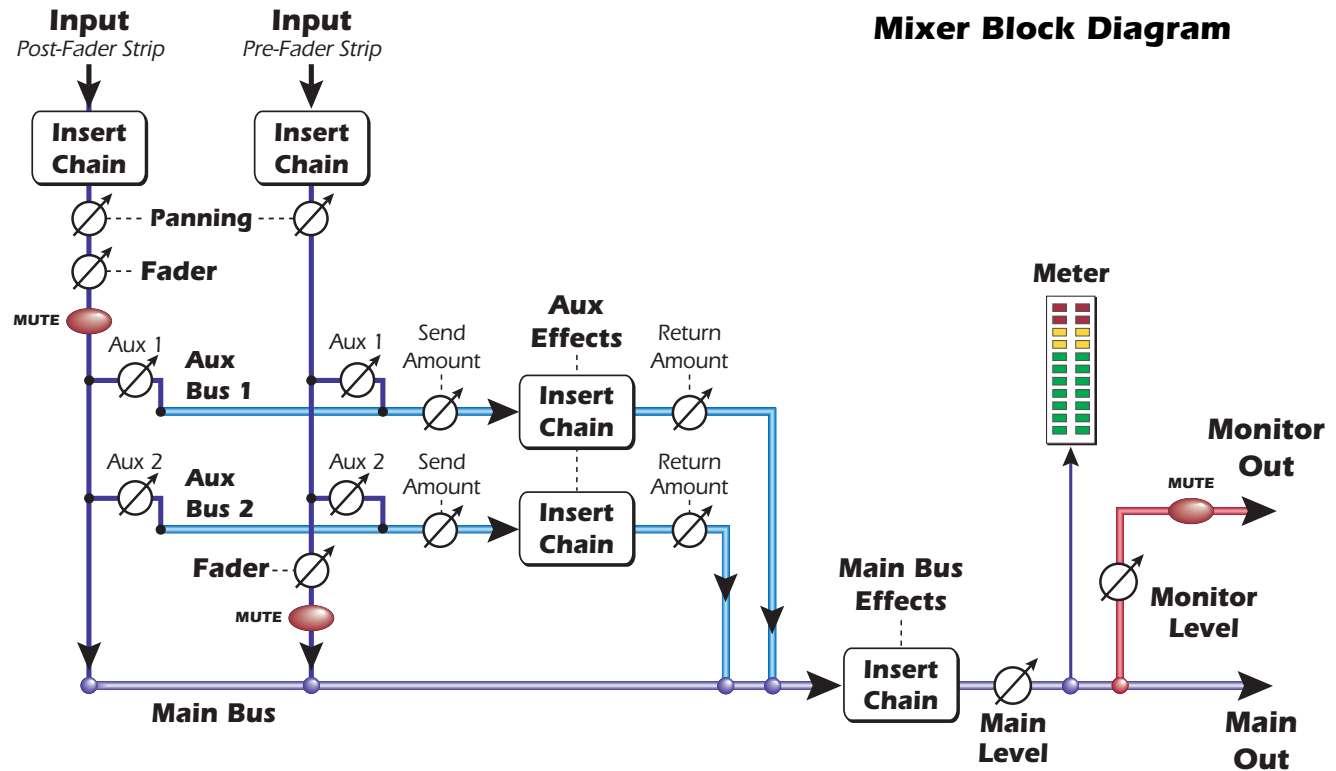 Mixer Block Diagram
Input
Post-Fader Strip
Input
Pre-Fader Strip
Insert
Chain
Insert
Chain
Panning
Fader
MUTE
Aux 1
Aux
Bus 1
Aux 1
Send
Amount
Aux
Effects
Return
Amount
Insert
Chain
Aux 2
Aux
Bus 2
Aux 2
Send
Amount
Return
Amount
Insert
Chain
Fader
MUTE
Main Bus
Main Bus
Effects
Insert
Chain
Main
Level
Meter
Monitor
Out
MUTE
Monitor
Level
Main
Out